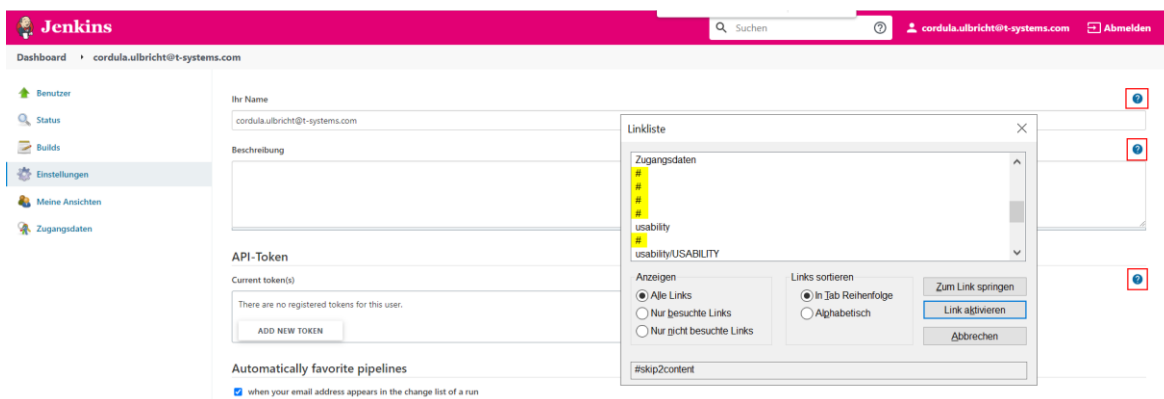 Jenkins
Suchen
cordula.ulbricht@t-systems.com
Abmelden
Dashboard
cordula.ulbricht@t-systems.com
Benutzer
Status
Builds
Einstellungen
Meine Ansichten
Zugangsdaten
Ihr Name
cordula.ulbricht@t-systems.com
Beschreibung
API-Token
Current token(s)
There are no registered tokens for this user.
ADD NEW TOKEN
Automatically favorite pipelines
when your email address appears in the change list of a run
Linkliste
Zugangsdaten
#
#
#
#
usability
#
usability/USABILITY
Anzeigen
Alle Links
Nur besuchte Links
Nur nicht besuchte Links
Links sortieren
In Tab Reihenfolge
Alphabetisch
Zum Link springen
Link aktivieren
Abbrechen
#skip2content